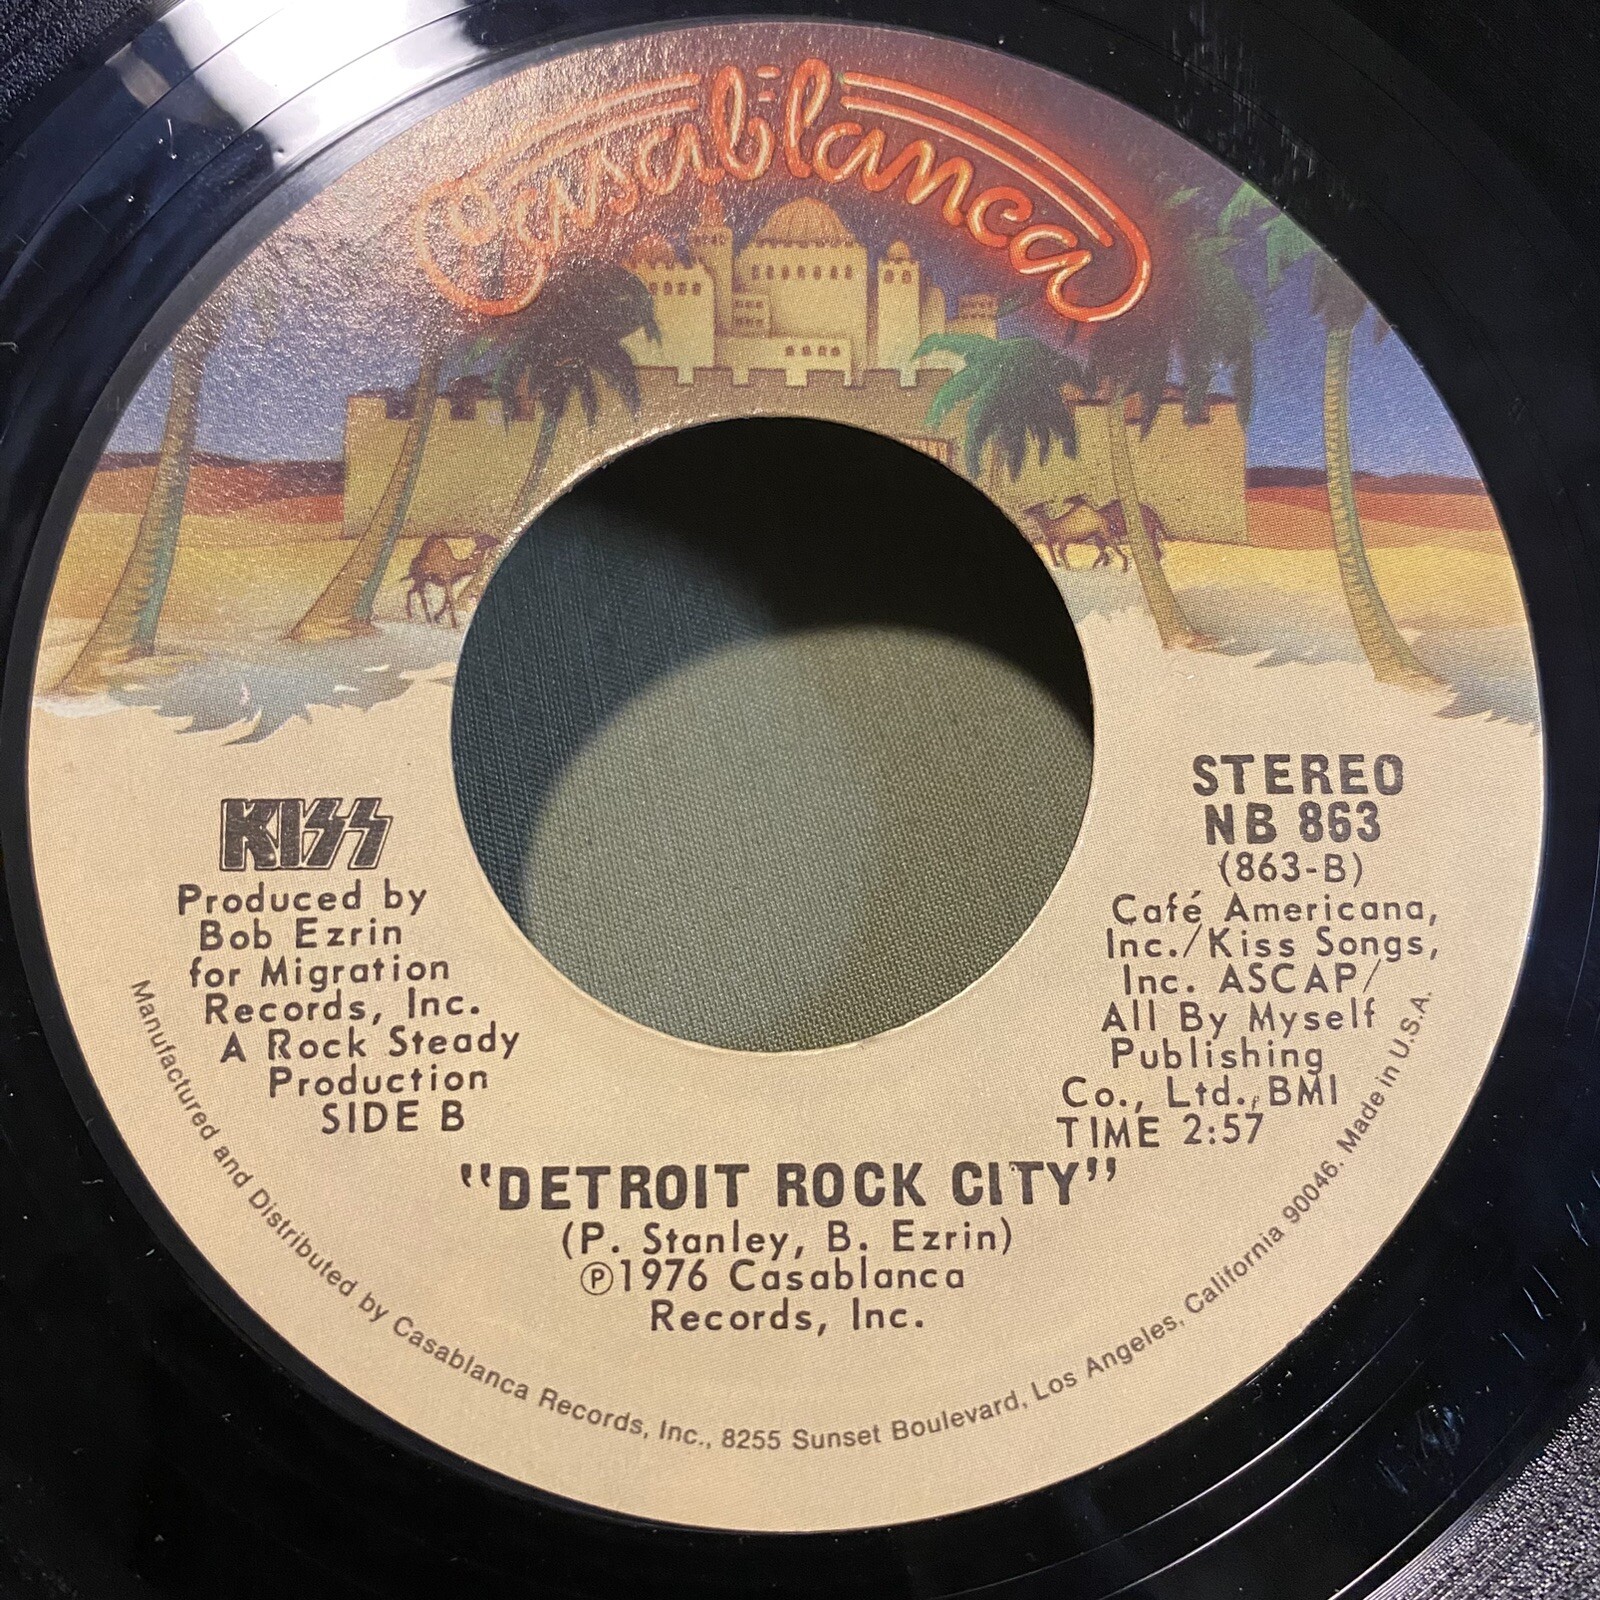 Casablanca
KISS
Produced by
Bob Ezrin
for Migration
Records, Inc.
A Rock Steady
Production
SIDE B
STEREO
NB 863
(863-B)
Café Americana,
Inc./Kiss Songs,
Inc. ASCAP/
All By Myself
Publishing
Co., Ltd., BMI
TIME 2:57
"DETROIT ROCK CITY"
(P. Stanley, B. Ezrin)
℗1976 Casablanca
Records, Inc.
Manufactured and Distributed by Casablanca Records, Inc., 8255 Sunset Boulevard, Los Angeles, California 90046. Made in U.S.A.